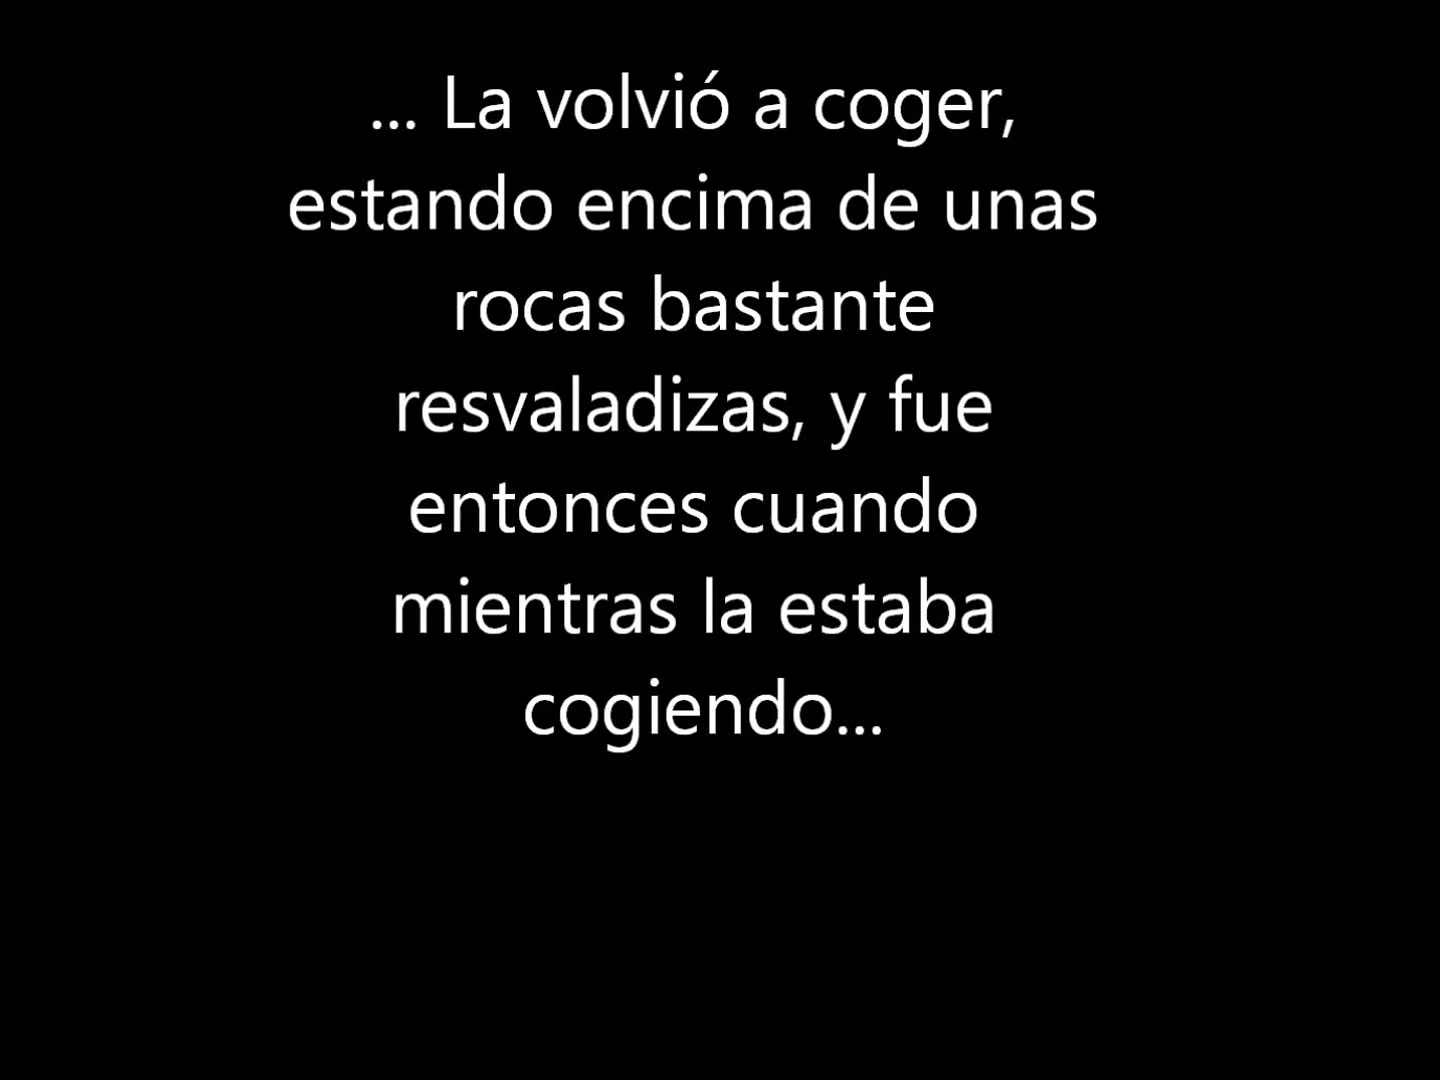 ... La volvió a coger,
estando encima de unas
rocas bastante
resvaladizas, y fue
entonces cuando
mientras la estaba
cogiendo...